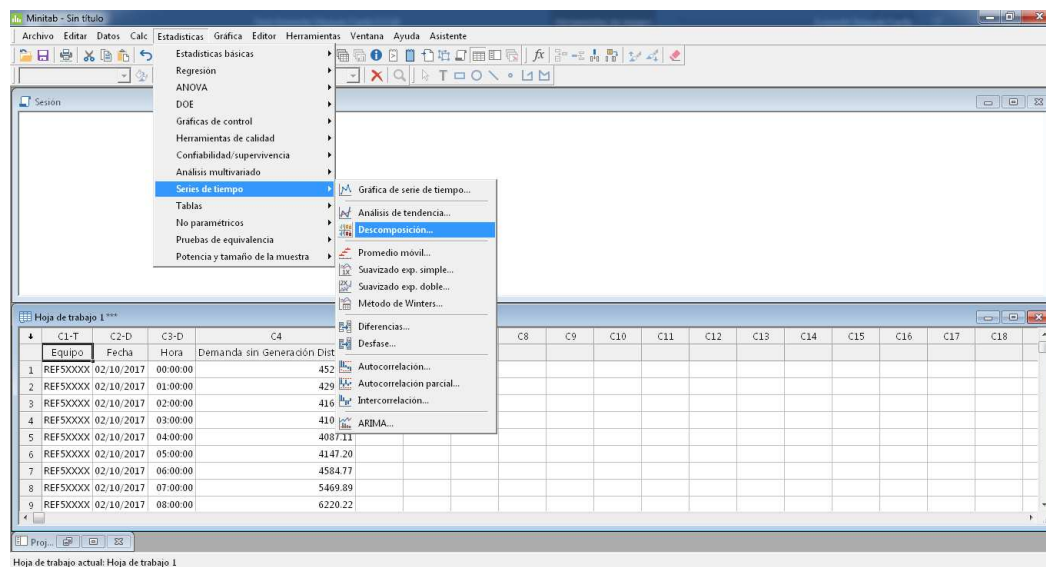 Minitab - Sin título
Archivo Editar Datos Calc Estadísticas Gráfica Editor Herramientas Ventana Ayuda Asistente
Estadísticas básicas
Regresión
ANOVA
DOE
Gráficas de control
Herramientas de calidad
Confiabilidad/supervivencia
Análisis multivariado
Series de tiempo
Tablas
No paramétricos
Pruebas de equivalencia
Potencia y tamaño de la muestra
Gráfica de serie de tiempo...
Análisis de tendencia...
Descomposición...
Promedio móvil...
Suavizado exp. simple...
Suavizado exp. doble...
Método de Winters...
Diferencias...
Desfase...
Autocorrelación...
Autocorrelación parcial...
Intercorrelación...
ARIMA...
Sesión
Hoja de trabajo 1 ***
C1-T C2-D C3-D C4 C8 C9 C10 C11 C12 C13 C14 C15 C16 C17 C18
Equipo Fecha Hora Demanda sin Generación Dist
1 REF5XXXX 02/10/2017 00:00:00 452
2 REF5XXXX 02/10/2017 01:00:00 429
3 REF5XXXX 02/10/2017 02:00:00 416
4 REF5XXXX 02/10/2017 03:00:00 410
5 REF5XXXX 02/10/2017 04:00:00 4087.11
6 REF5XXXX 02/10/2017 05:00:00 4147.20
7 REF5XXXX 02/10/2017 06:00:00 4584.77
8 REF5XXXX 02/10/2017 07:00:00 5469.89
9 REF5XXXX 02/10/2017 08:00:00 6220.22
Proj...
Hoja de trabajo actual: Hoja de trabajo 1